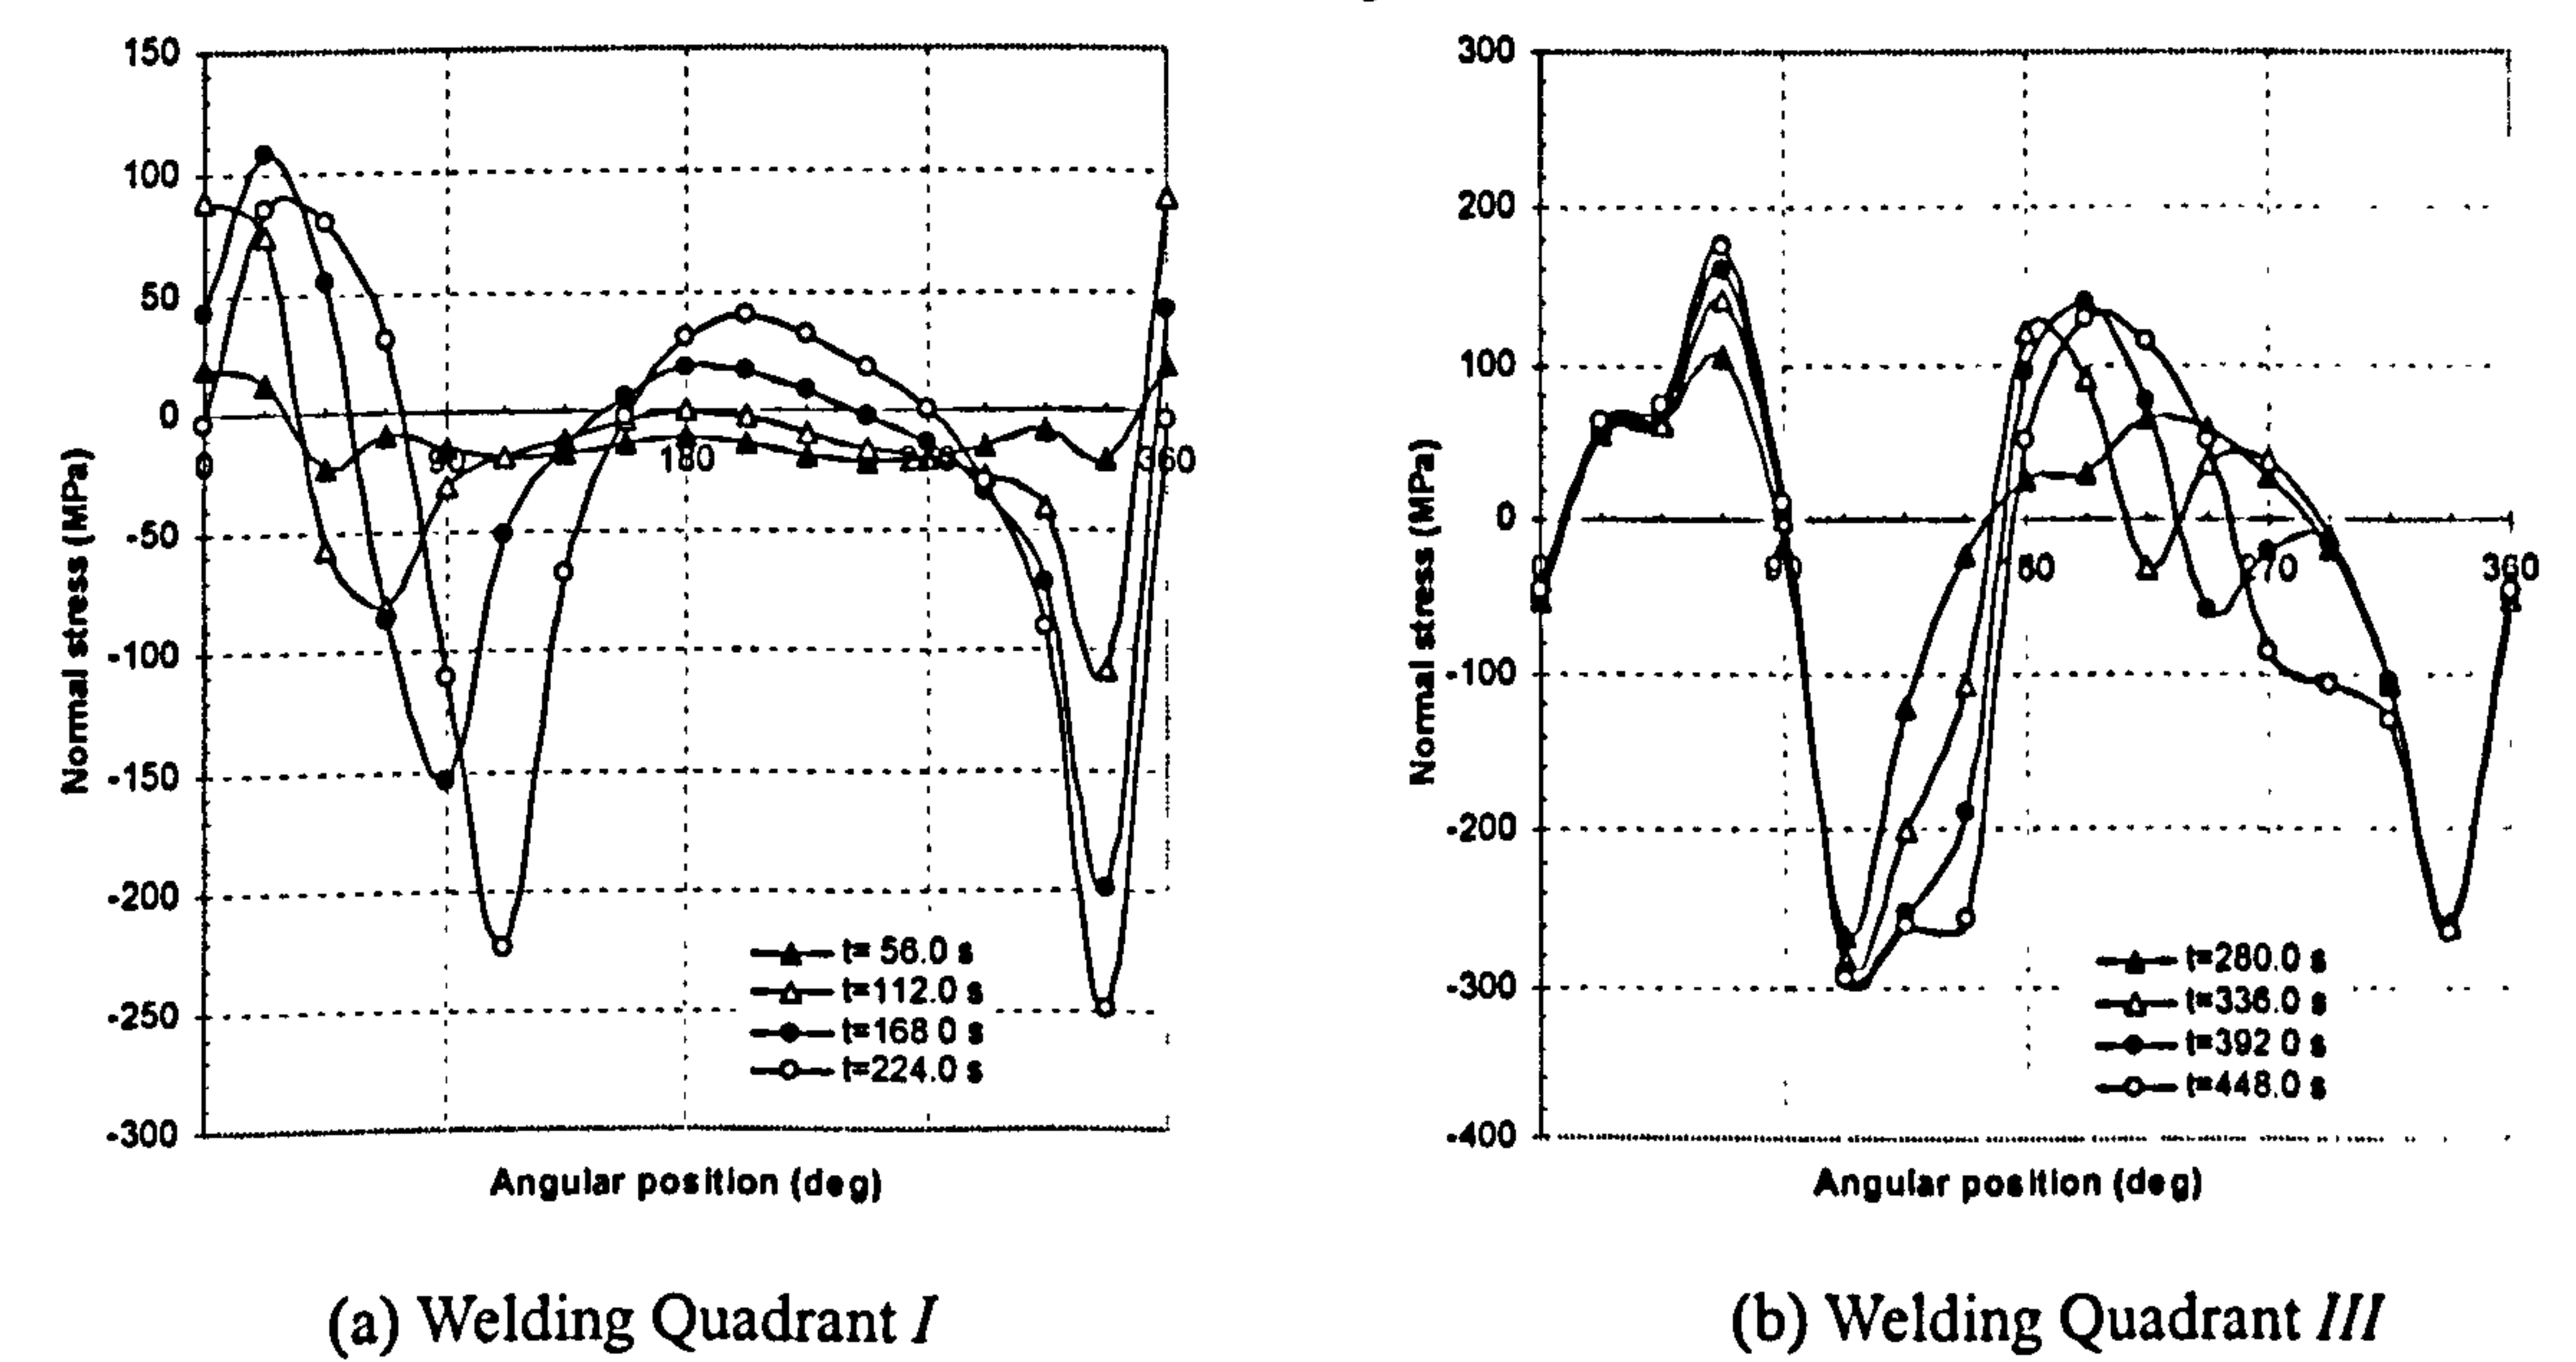 150
100
50
0
-50
-100
-150
-200
-250
-300
Normal stress (MPa)
0
90
180
360
t= 56.0 s
t=112.0 s
t=168 0 s
t=224.0 s
Angular position (deg)
(a) Welding Quadrant I
300
200
100
0
-100
-200
-300
-400
Normal stress (MPa)
90
360
t=280.0 s
t=336.0 s
t=392 0 s
t=448.0 s
Angular position (deg)
(b) Welding Quadrant III